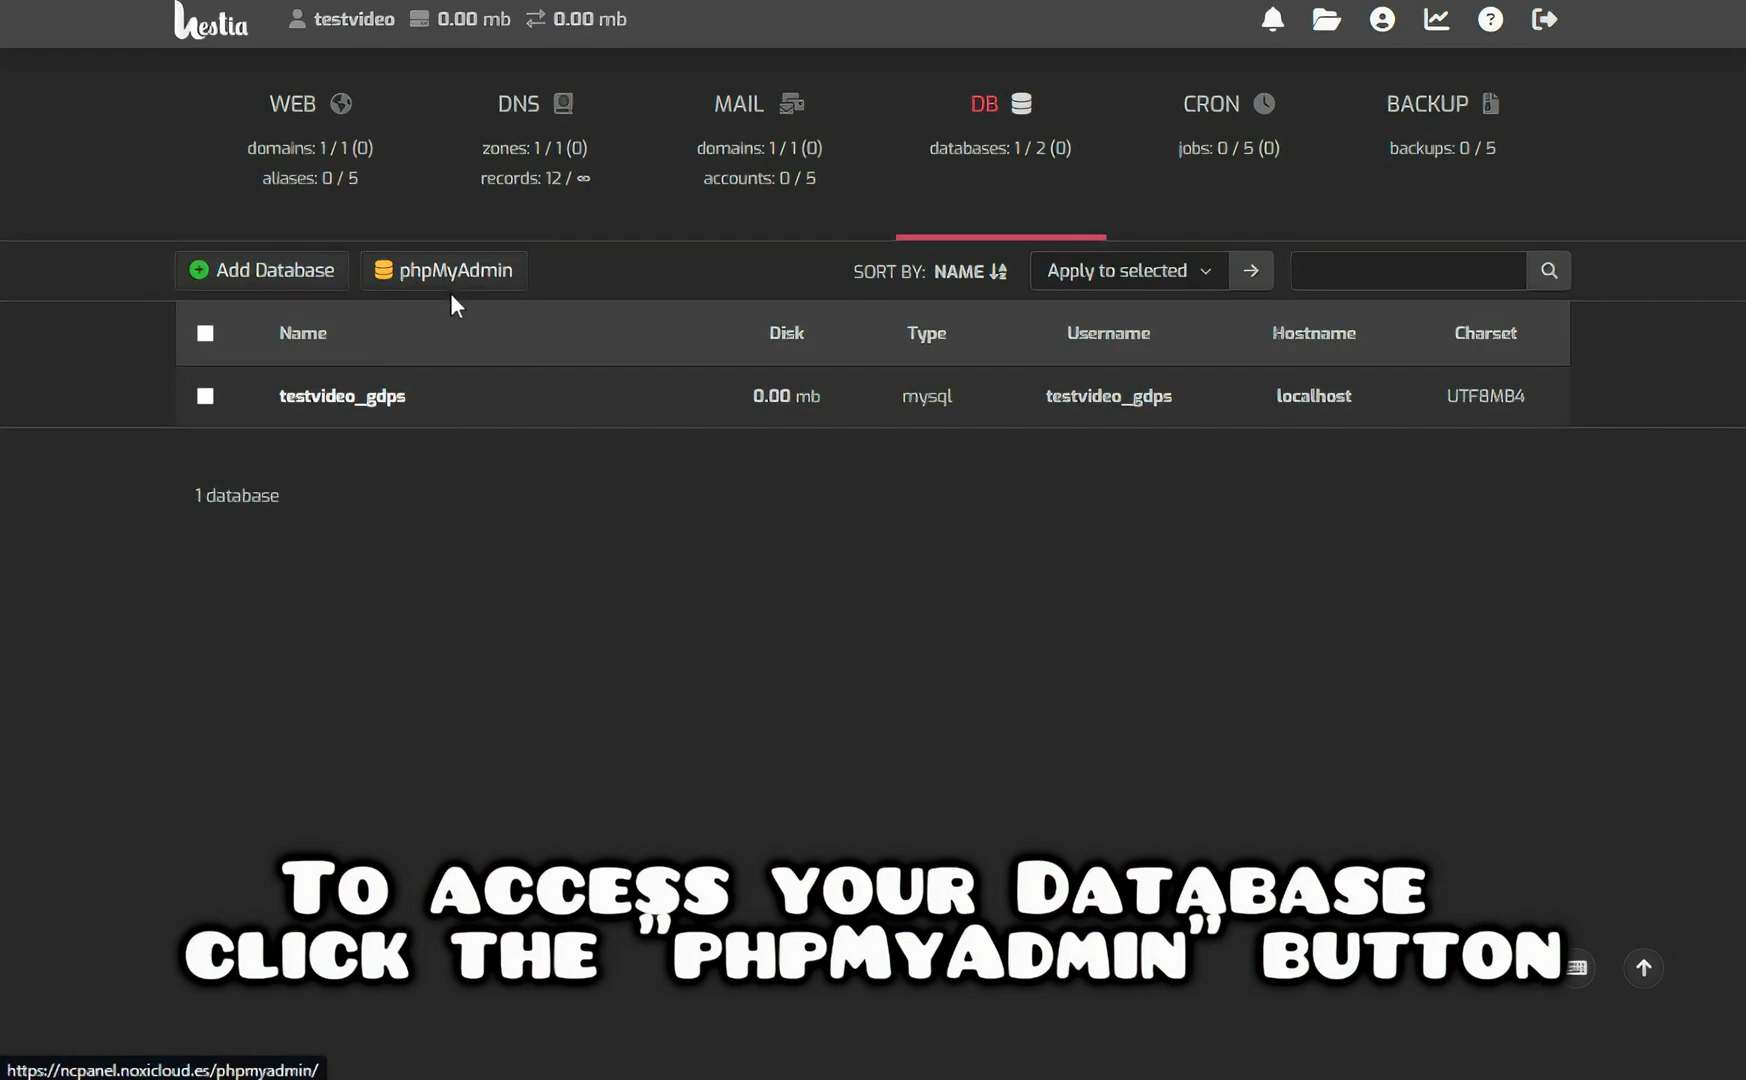 hestia testvideo 0.00 mb 0.00 mb
WEB DNS MAIL DB CRON BACKUP
domains: 1 / 1 (0) zones: 1 / 1 (0) domains: 1 / 1 (0) databases: 1 / 2 (0) jobs: 0 / 5 (0) backups: 0 / 5
aliases: 0 / 5 records: 12 / ∞ accounts: 0 / 5
Add Database phpMyAdmin SORT BY: NAME Apply to selected
Name Disk Type Username Hostname Charset
testvideo_gdps 0.00 mb mysql testvideo_gdps localhost UTF8MB4
1 database
To access your Database
click the "phpMyAdmin" button
https://ncpanel.noxicloud.es/phpmyadmin/